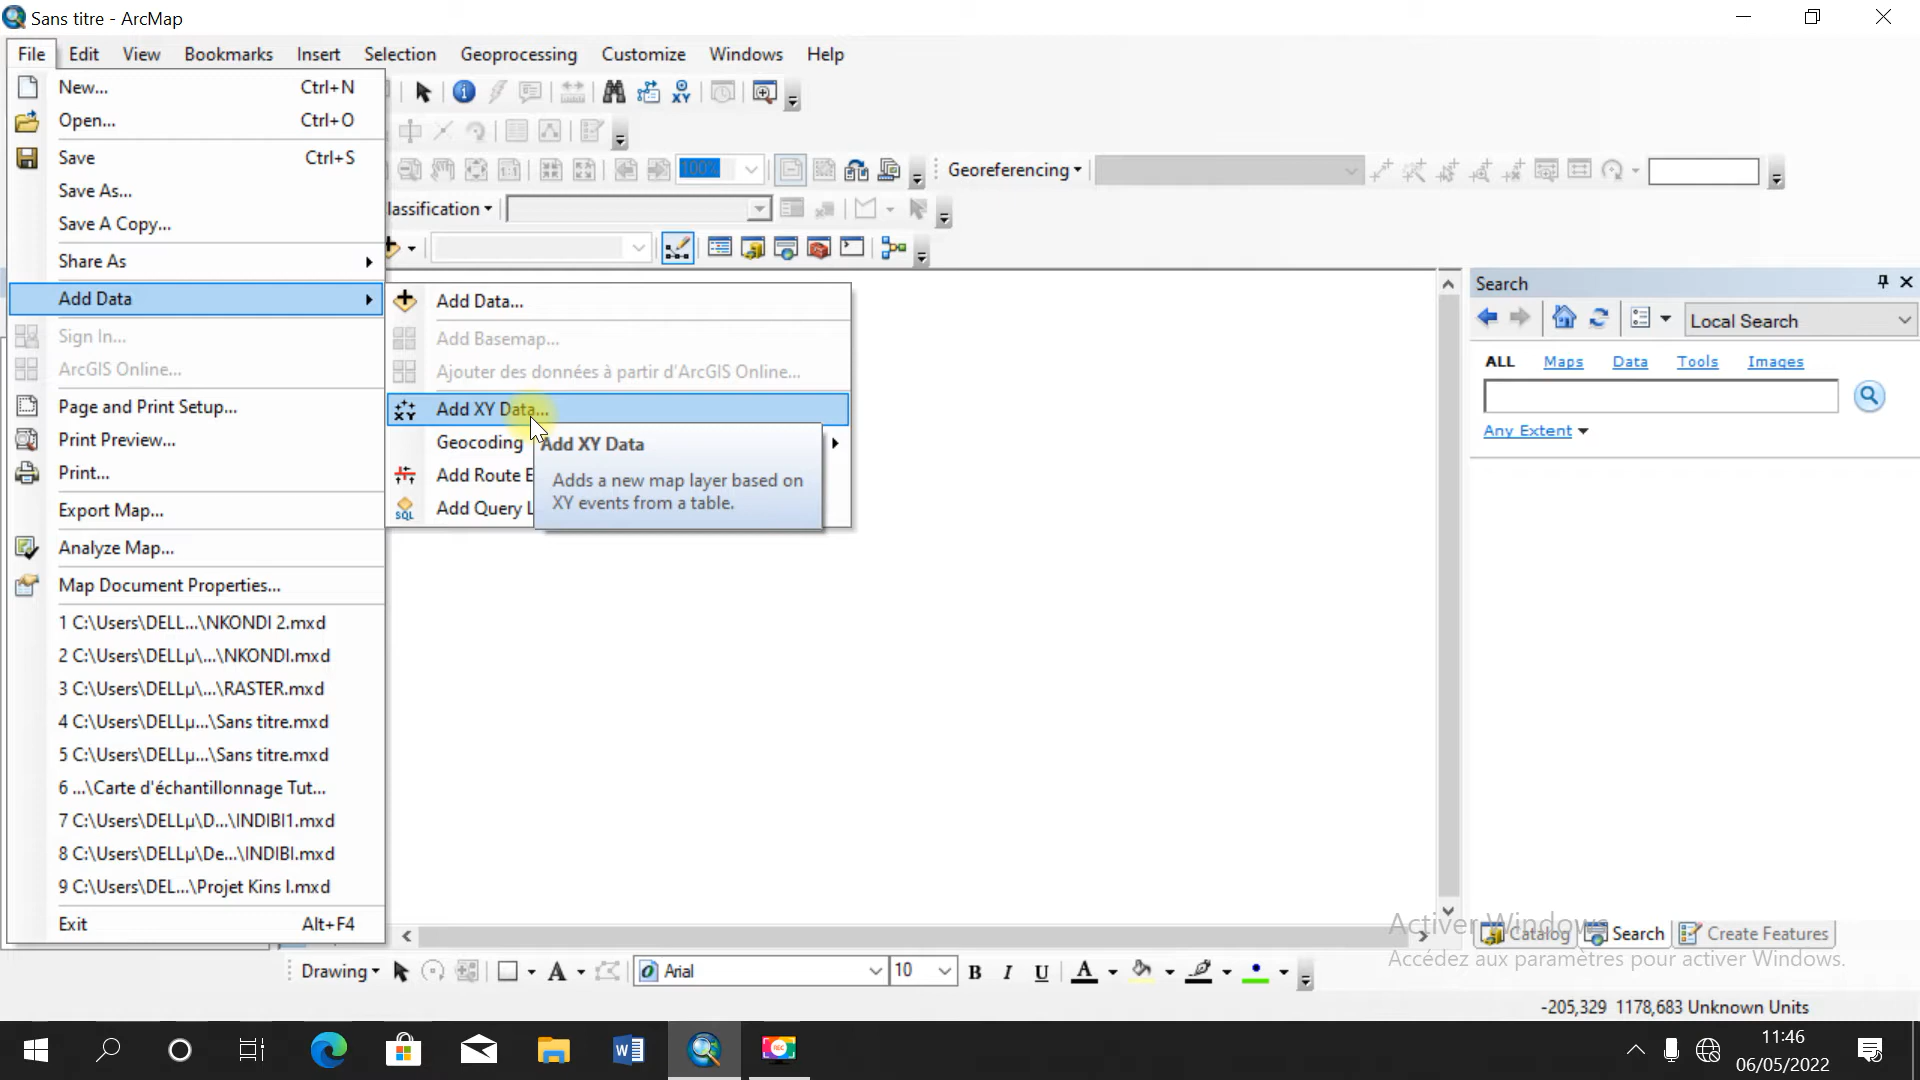 Sans titre - ArcMap
File Edit View Bookmarks Insert Selection Geoprocessing Customize Windows Help
New... Ctrl+N
Open... Ctrl+O
Save Ctrl+S
Save As...
Save A Copy...
Share As
Add Data
Sign In...
ArcGIS Online...
Page and Print Setup...
Print Preview...
Print...
Export Map...
Analyze Map...
Map Document Properties...
1 C:\Users\DELL...\NKONDI 2.mxd
2 C:\Users\DELLµ\...\NKONDI.mxd
3 C:\Users\DELLµ\...\RASTER.mxd
4 C:\Users\DELLµ...\Sans titre.mxd
5 C:\Users\DELLµ...\Sans titre.mxd
6 ...\Carte d'échantillonnage Tut...
7 C:\Users\DELLµ\D...\INDIBI1.mxd
8 C:\Users\DELLµ\De...\INDIBI.mxd
9 C:\Users\DEL...\Projet Kins I.mxd
Exit Alt+F4
XY
1:1
100%
Georeferencing
lassification
Add Data...
Add Basemap...
Ajouter des données à partir d'ArcGIS Online...
Add XY Data...
Geocoding
Add Route E
SQL Add Query L
Add XY Data
Adds a new map layer based on
XY events from a table.
Search
Local Search
ALL Maps Data Tools Images
Any Extent
Activer Windows
Accédez aux paramètres pour activer Windows.
Catalog Search Create Features
Drawing A Arial 10 B I U A
-205,329 1178,683 Unknown Units
W
REC
11:46
06/05/2022